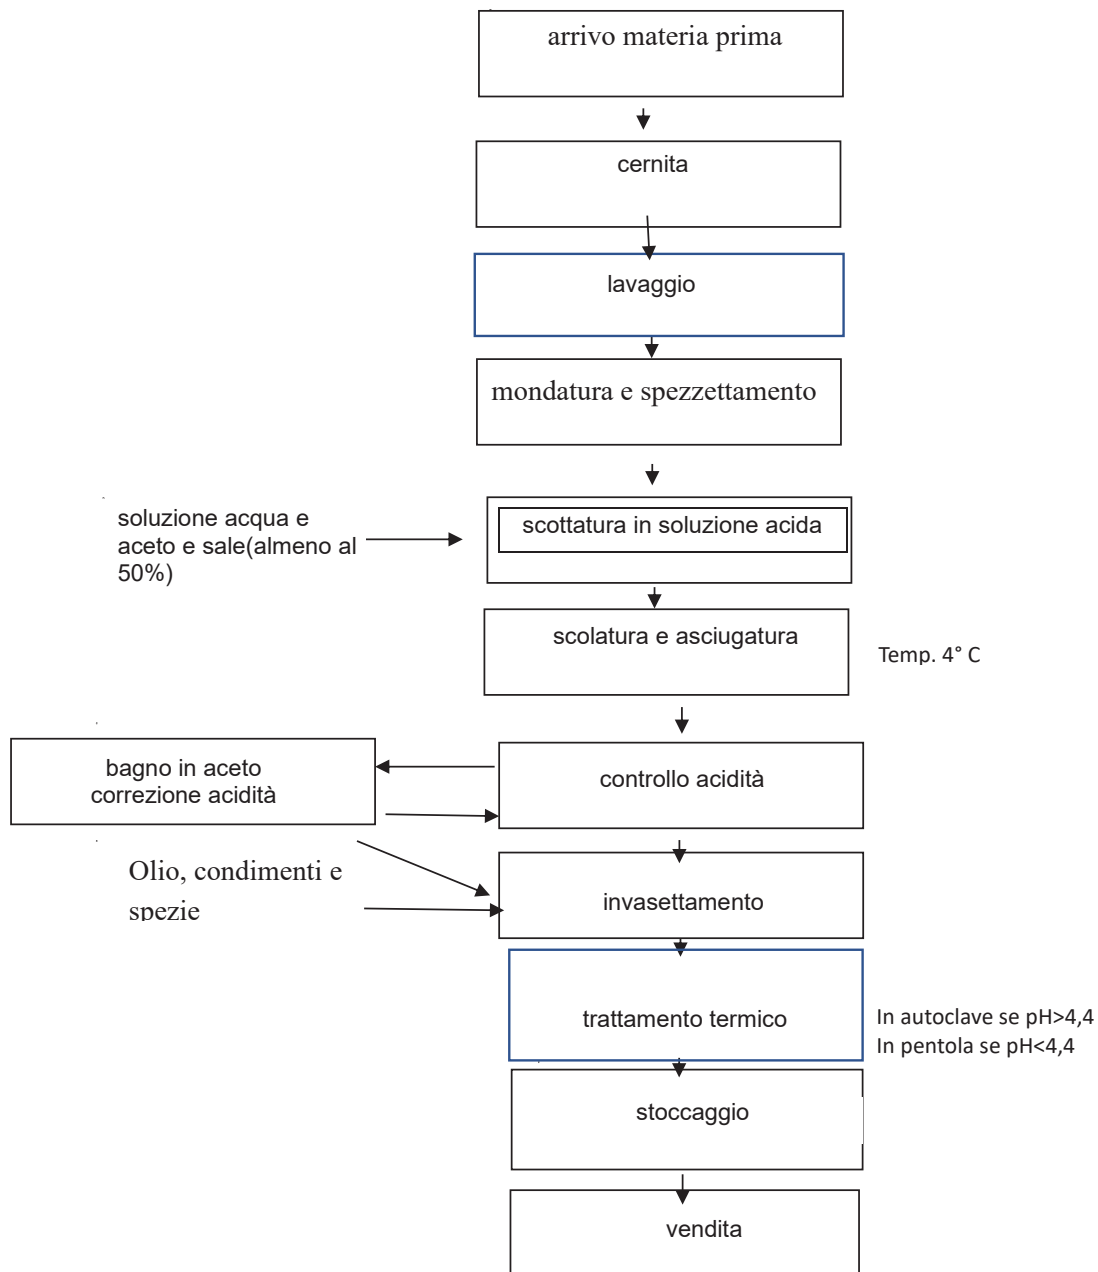 arrivo materia prima
cernita
lavaggio
mondatura e spezzettamento
soluzione acqua e
aceto e sale(almeno al
50%)
scottatura in soluzione acida
scolatura e asciugatura
Temp. 4° C
bagno in aceto
correzione acidità
controllo acidità
Olio, condimenti e
spezie
invasettamento
trattamento termico
In autoclave se pH>4,4
In pentola se pH<4,4
stoccaggio
vendita